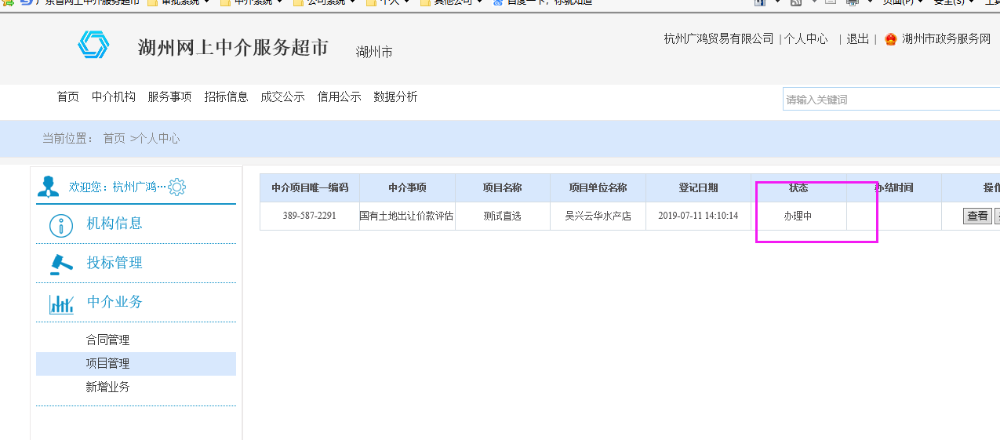 广东省网上中介服务超市 审批系统 中介系统 公司系统 个人 其他公司 百度一下，你就知道 页面(P) 安全(S)
湖州网上中介服务超市 湖州市
杭州广鸿贸易有限公司 | 个人中心 | 退出 | 湖州市政务服务网
首页 中介机构 服务事项 招标信息 成交公示 信用公示 数据分析
请输入关键词
当前位置： 首页 >个人中心
欢迎您：杭州广鸿…
机构信息
投标管理
中介业务
合同管理
项目管理
新增业务
中介项目唯一编码 中介事项 项目名称 项目单位名称 登记日期 状态 办结时间
389-587-2291 国有土地出让价款评估 测试直选 吴兴云华水产店 2019-07-11 14:10:14 办理中 查看